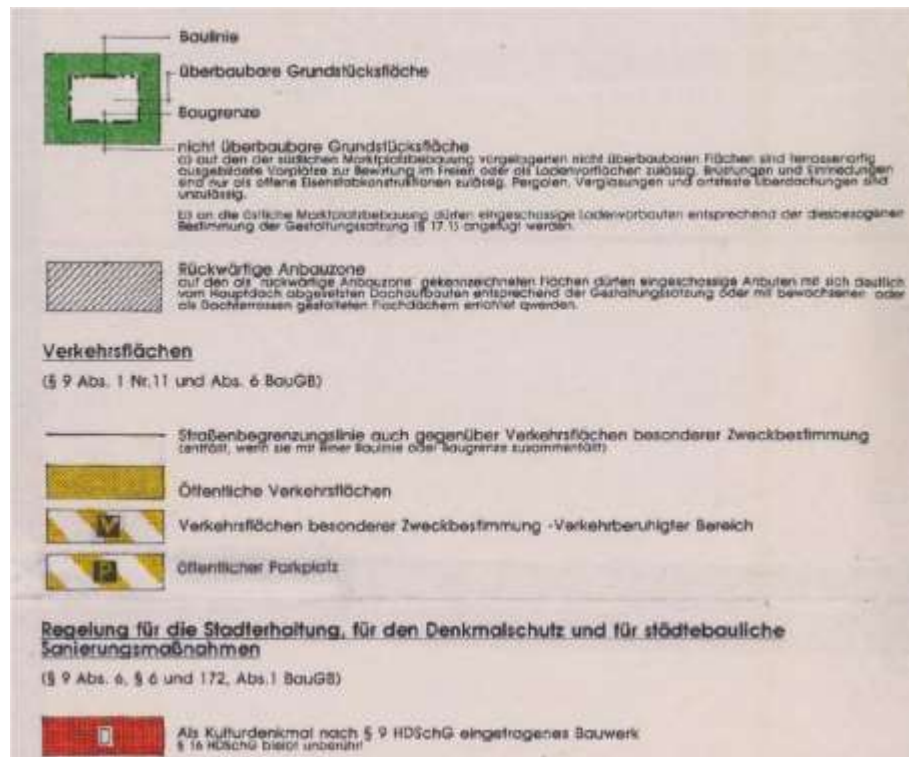 Baulinie
überbaubare Grundstücksfläche
Baugrenze
nicht überbaubare Grundstücksfläche
a) auf den der südlichen Marktplatzbebauung vorgelagerten nicht überbaubaren Flächen sind terrassenartig
ausgebildete Vorplätze zur Bewirtung im Freien oder als Ladenvorflächen zulässig. Brüstungen und Einfriedungen
sind nur als offene Eisenstabkonstruktionen zulässig. Pergolen, Verglasungen und ortsfeste Überdachungen sind
unzulässig.
b) an die östliche Marktplatzbebauung dürfen eingeschossige Ladenvorbauten entsprechend der diesbezogenen
Bestimmung der Gestaltungssatzung (§ 17.1) angefügt werden.
Rückwärtige Anbauzone
auf den als "rückwärtige Anbauzone" gekennzeichneten Flächen dürfen eingeschossige Anbuten mit sich deutlich
vom Hauptdach abgesetzten Dachaufbauten entsprechend der Gestaltungssatzung oder mit bewachsenen oder
als Dachterrassen gestalteten Flachdächern errichtet qwerden.
Verkehrsflächen
(§ 9 Abs. 1 Nr.11 und Abs. 6 BauGB)
Straßenbegrenzungslinie auch gegenüber Verkehrsflächen besonderer Zweckbestimmung
(entfällt, wenn sie mit einer Baulinie oder Baugrenze zusammenfällt)
Öffentliche Verkehrsflächen
V
Verkehrsflächen besonderer Zweckbestimmung -Verkehrberuhigter Bereich
P
öffentlicher Parkplatz
Regelung für die Stadterhaltung, für den Denkmalschutz und für städtebauliche
Sanierungsmaßnahmen
(§ 9 Abs. 6, § 6 und 172, Abs.1 BauGB)
Als Kulturdenkmal nach § 9 HDSchG eingetragenes Bauwerk
§ 16 HDSchG bleibt unberührt